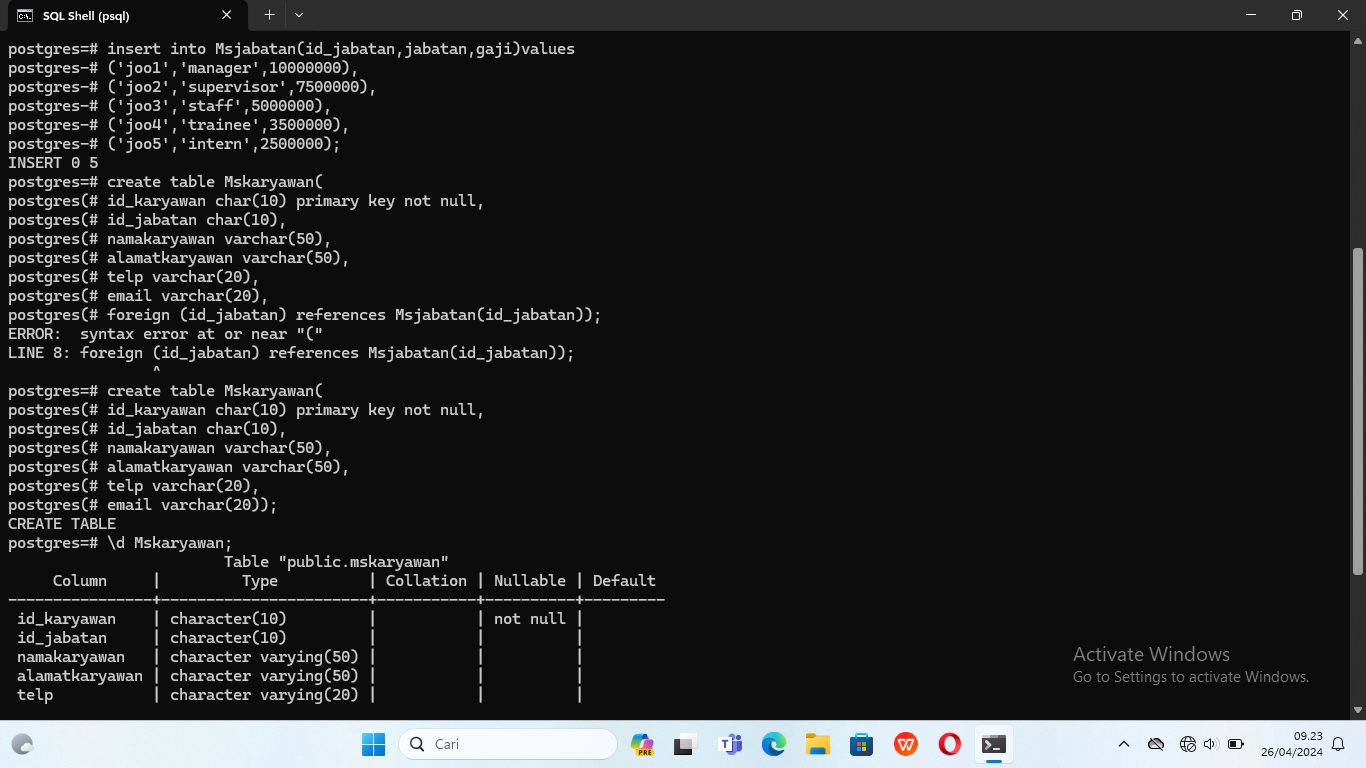 SQL Shell (psql)
postgres=# insert into Msjabatan(id_jabatan,jabatan,gaji)values
postgres-# ('joo1','manager',10000000),
postgres-# ('joo2','supervisor',7500000),
postgres-# ('joo3','staff',5000000),
postgres-# ('joo4','trainee',3500000),
postgres-# ('joo5','intern',2500000);
INSERT 0 5
postgres=# create table Mskaryawan(
postgres(# id_karyawan char(10) primary key not null,
postgres(# id_jabatan char(10),
postgres(# namakaryawan varchar(50),
postgres(# alamatkaryawan varchar(50),
postgres(# telp varchar(20),
postgres(# email varchar(20),
postgres(# foreign (id_jabatan) references Msjabatan(id_jabatan));
ERROR:  syntax error at or near "("
LINE 8: foreign (id_jabatan) references Msjabatan(id_jabatan));
                ^
postgres=# create table Mskaryawan(
postgres(# id_karyawan char(10) primary key not null,
postgres(# id_jabatan char(10),
postgres(# namakaryawan varchar(50),
postgres(# alamatkaryawan varchar(50),
postgres(# telp varchar(20),
postgres(# email varchar(20));
CREATE TABLE
postgres=# \d Mskaryawan;
                        Table "public.mskaryawan"
     Column     |         Type          | Collation | Nullable | Default
----------------+-----------------------+-----------+----------+---------
 id_karyawan    | character(10)         |           | not null |
 id_jabatan     | character(10)         |           |          |
 namakaryawan   | character varying(50) |           |          |
 alamatkaryawan | character varying(50) |           |          |
 telp           | character varying(20) |           |          |
Activate Windows
Go to Settings to activate Windows.
Cari
PRE
09.23
26/04/2024